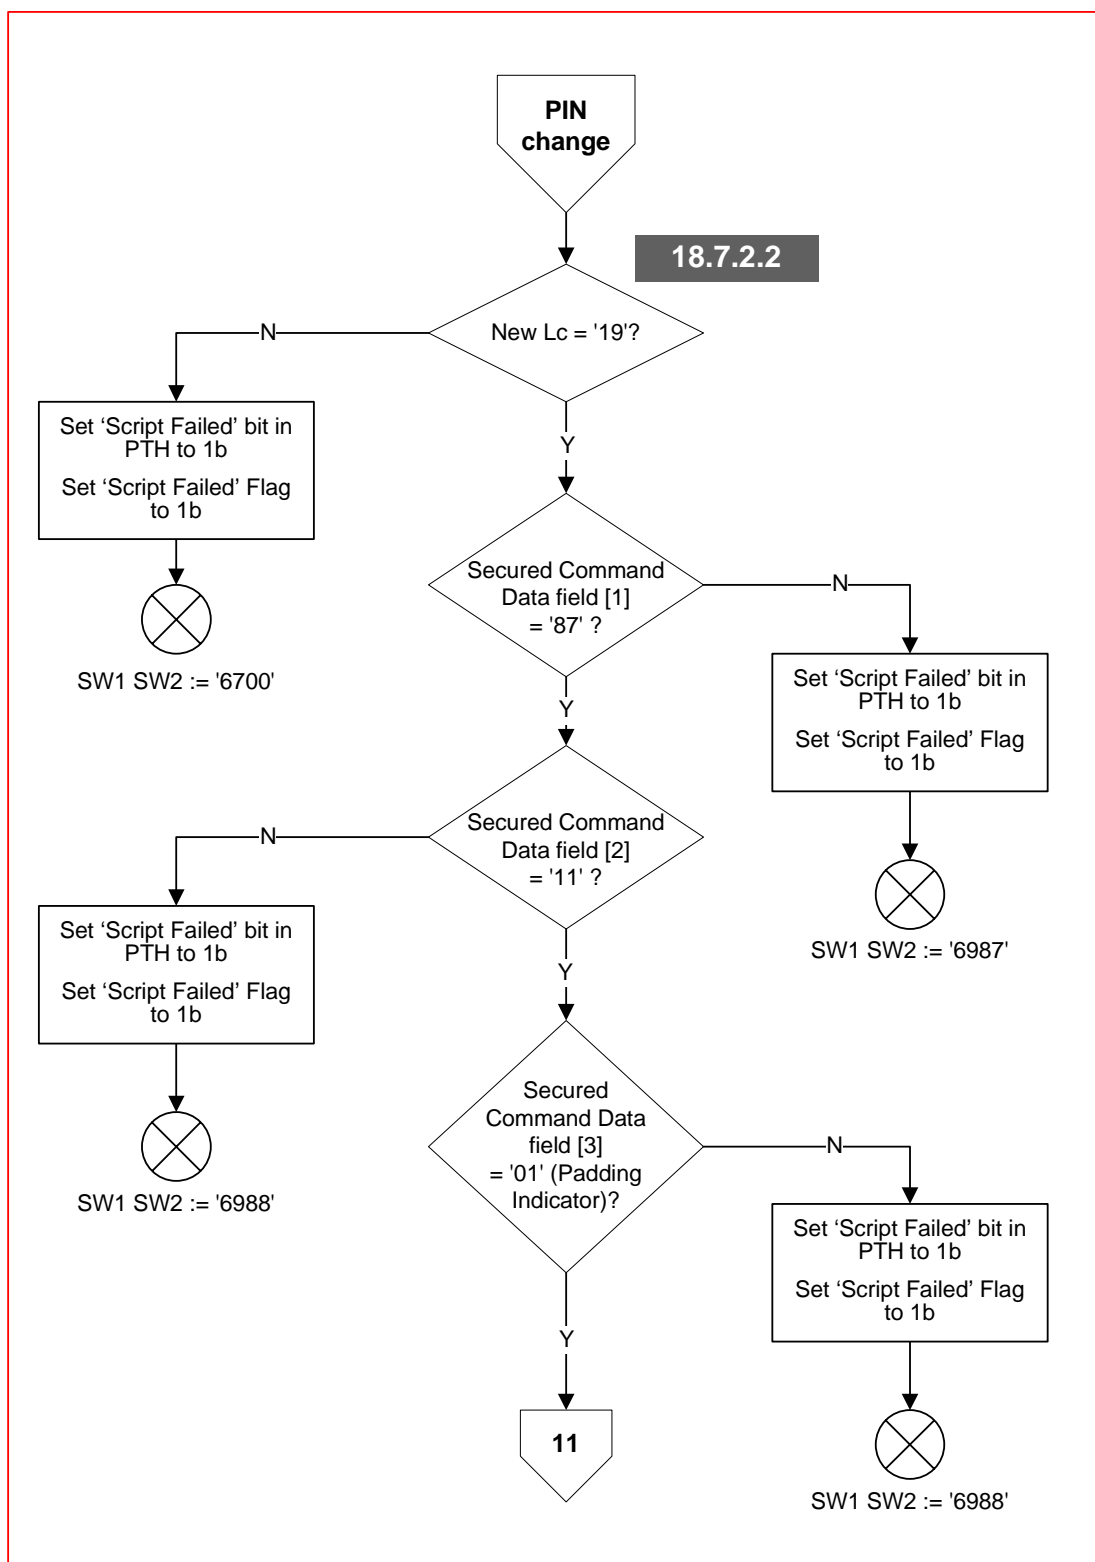 PIN
change
18.7.2.2
New Lc = '19'?
N
Set ‘Script Failed’ bit in
PTH to 1b
Set ‘Script Failed’ Flag
to 1b
Y
SW1 SW2 := '6700'
Secured Command
Data field [1]
= '87' ?
N
Set ‘Script Failed’ bit in
PTH to 1b
Set ‘Script Failed’ Flag
to 1b
SW1 SW2 := '6987'
Y
Secured Command
Data field [2]
= '11' ?
N
Set ‘Script Failed’ bit in
PTH to 1b
Set ‘Script Failed’ Flag
to 1b
SW1 SW2 := '6988'
Y
Secured
Command Data
field [3]
= '01' (Padding
Indicator)?
N
Set ‘Script Failed’ bit in
PTH to 1b
Set ‘Script Failed’ Flag
to 1b
SW1 SW2 := '6988'
Y
11